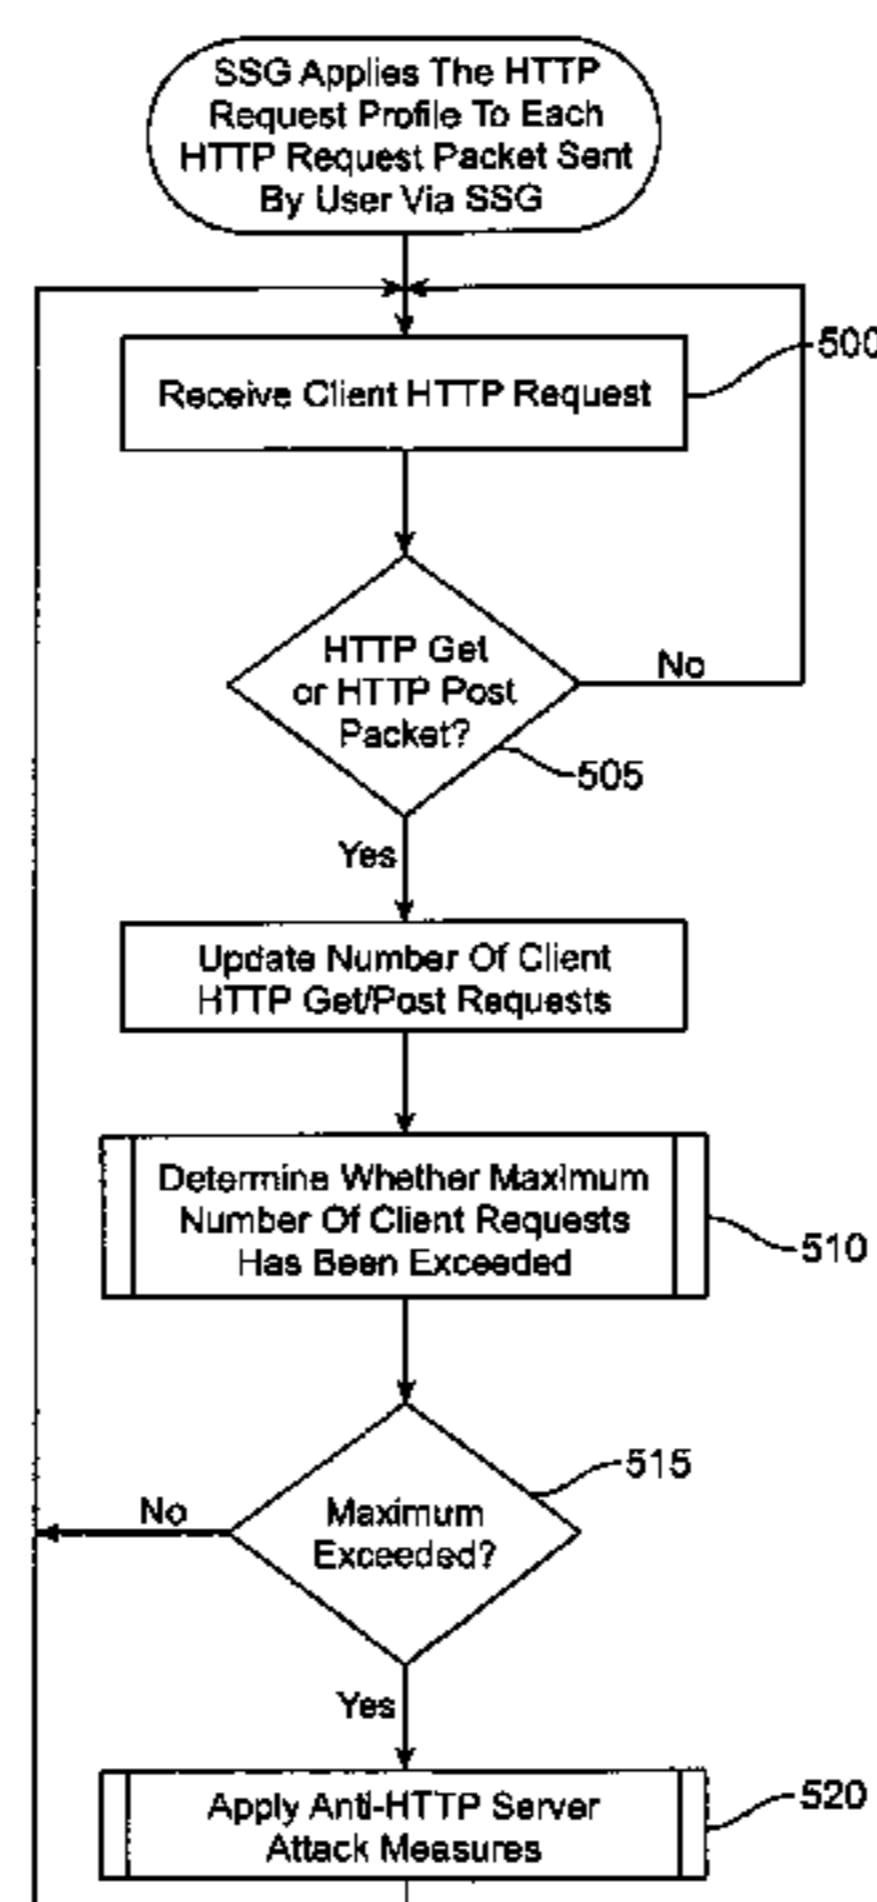 SSG Applies The HTTP
Request Profile To Each
HTTP Request Packet Sent
By User Via SSG
500
Receive Client HTTP Request
HTTP Get
or HTTP Post
Packet?
No
505
Yes
Update Number Of Client
HTTP Get/Post Requests
Determine Whether Maximum
Number Of Client Requests
Has Been Exceeded
510
515
No
Maximum
Exceeded?
Yes
520
Apply Anti-HTTP Server
Attack Measures